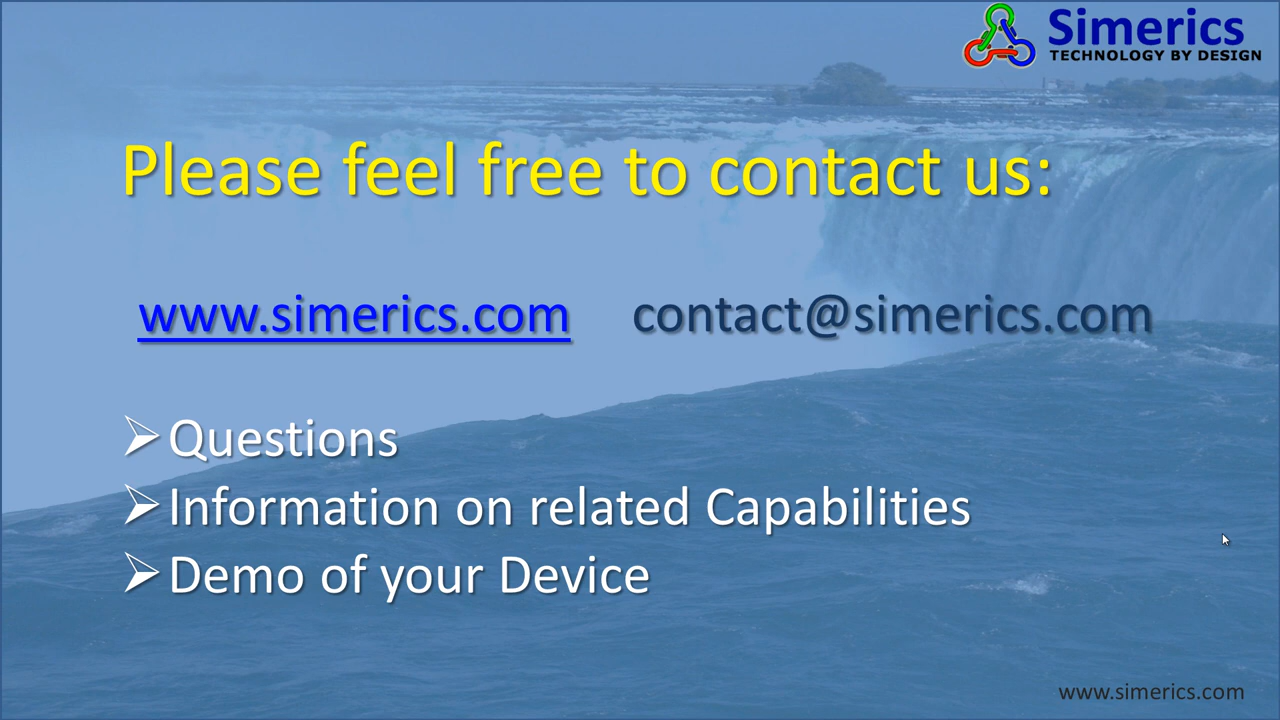 Simerics
TECHNOLOGY BY DESIGN
Please feel free to contact us:
www.simerics.com contact@simerics.com
Questions
Information on related Capabilities
Demo of your Device
www.simerics.com